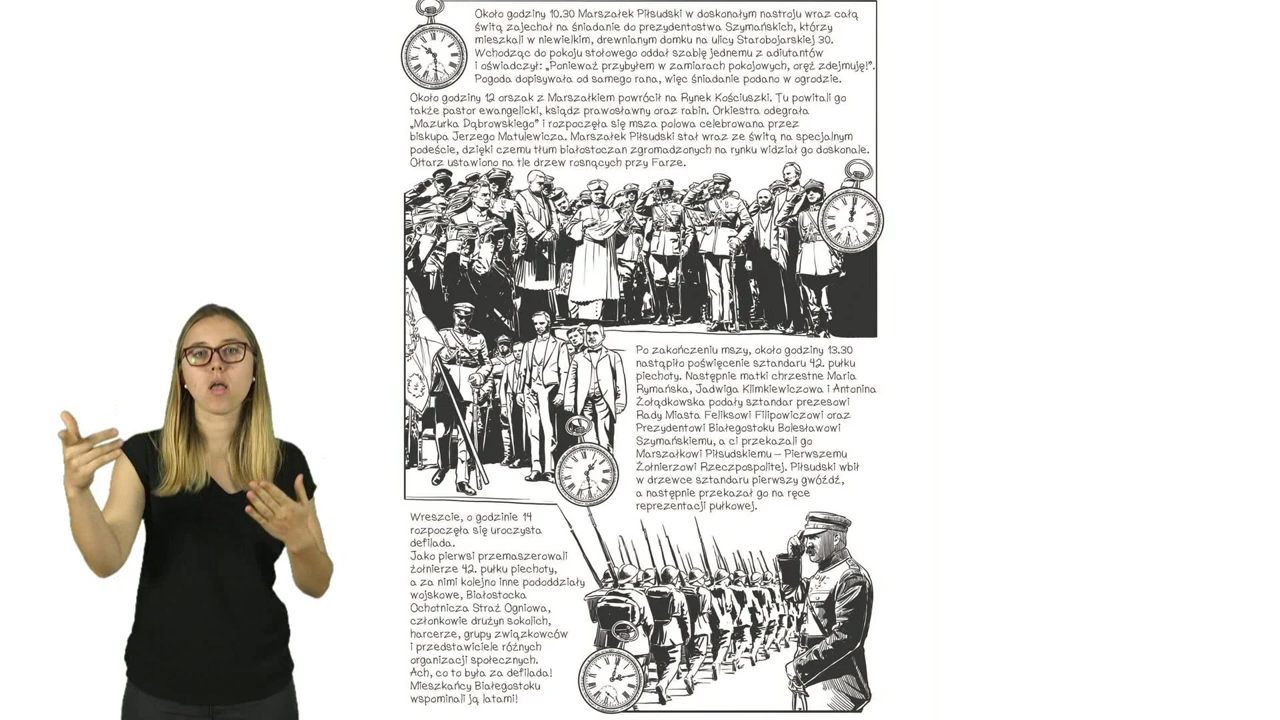 Około godziny 10.30 Marszałek Piłsudski w doskonałym nastroju wraz całą
świtą zajechał na śniadanie do prezydentostwa Szymańskich, którzy
mieszkali w niewielkim, drewnianym domku na ulicy Starobojarskiej 30.
Wchodząc do pokoju stołowego oddał szablę jednemu z adiutantów
i oświadczył: „Ponieważ przybyłem w zamiarach pokojowych, oręż zdejmuję!”.
Pogoda dopisywała od samego rana, więc śniadanie podano w ogrodzie.
Około godziny 12 orszak z Marszałkiem powrócił na Rynek Kościuszki. Tu powitali go
także pastor ewangelicki, ksiądz prawosławny oraz rabin. Orkiestra odegrała
„Mazurka Dąbrowskiego” i rozpoczęła się msza polowa celebrowana przez
biskupa Jerzego Matulewicza. Marszałek Piłsudski stał wraz ze świtą na specjalnym
podeście, dzięki czemu tłum białostoczan zgromadzonych na rynku widział go doskonale.
Ołtarz ustawiono na tle drzew rosnących przy Farze.
Po zakończeniu mszy, około godziny 13.30
nastąpiło poświęcenie sztandaru 42. pułku
piechoty. Następnie matki chrzestne Maria
Rymańska, Jadwiga Klimkiewiczowa i Antonina
Żołądkowska podały sztandar prezesowi
Rady Miasta Feliksowi Filipowiczowi oraz
Prezydentowi Białegostoku Bolesławowi
Szymańskiemu, a ci przekazali go
Marszałkowi Piłsudskiemu – Pierwszemu
Żołnierzowi Rzeczpospolitej. Piłsudski wbił
w drzewce sztandaru pierwszy gwóźdź,
a następnie przekazał go na ręce
reprezentacji pułkowej.
Wreszcie, o godzinie 14
rozpoczęła się uroczysta
defilada.
Jako pierwsi przemaszerowali
żołnierze 42. pułku piechoty,
a za nimi kolejno inne pododdziały
wojskowe, Białostocka
Ochotnicza Straż Ogniowa,
członkowie drużyn sokolich,
harcerze, grupy związkowców
i przedstawiciele różnych
organizacji społecznych.
Ach, co to była za defilada!
Mieszkańcy Białegostoku
wspominali ją latami!